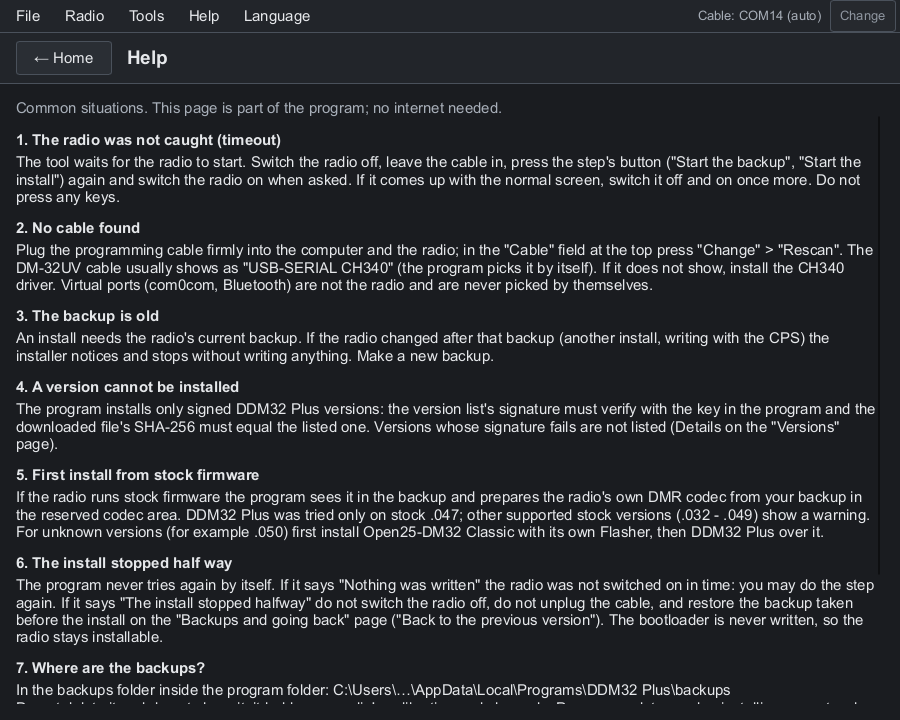 File Radio Tools Help Language Cable: COM14 (auto) Change
← Home Help
Common situations. This page is part of the program; no internet needed.
1. The radio was not caught (timeout)
The tool waits for the radio to start. Switch the radio off, leave the cable in, press the step's button ("Start the backup", "Start the
install") again and switch the radio on when asked. If it comes up with the normal screen, switch it off and on once more. Do not
press any keys.
2. No cable found
Plug the programming cable firmly into the computer and the radio; in the "Cable" field at the top press "Change" > "Rescan". The
DM-32UV cable usually shows as "USB-SERIAL CH340" (the program picks it by itself). If it does not show, install the CH340
driver. Virtual ports (com0com, Bluetooth) are not the radio and are never picked by themselves.
3. The backup is old
An install needs the radio's current backup. If the radio changed after that backup (another install, writing with the CPS) the
installer notices and stops without writing anything. Make a new backup.
4. A version cannot be installed
The program installs only signed DDM32 Plus versions: the version list's signature must verify with the key in the program and the
downloaded file's SHA-256 must equal the listed one. Versions whose signature fails are not listed (Details on the "Versions"
page).
5. First install from stock firmware
If the radio runs stock firmware the program sees it in the backup and prepares the radio's own DMR codec from your backup in
the reserved codec area. DDM32 Plus was tried only on stock .047; other supported stock versions (.032 - .049) show a warning.
For unknown versions (for example .050) first install Open25-DM32 Classic with its own Flasher, then DDM32 Plus over it.
6. The install stopped half way
The program never tries again by itself. If it says "Nothing was written" the radio was not switched on in time: you may do the step
again. If it says "The install stopped halfway" do not switch the radio off, do not unplug the cable, and restore the backup taken
before the install on the "Backups and going back" page ("Back to the previous version"). The bootloader is never written, so the
radio stays installable.
7. Where are the backups?
In the backups folder inside the program folder: C:\Users\…\AppData\Local\Programs\DDM32 Plus\backups